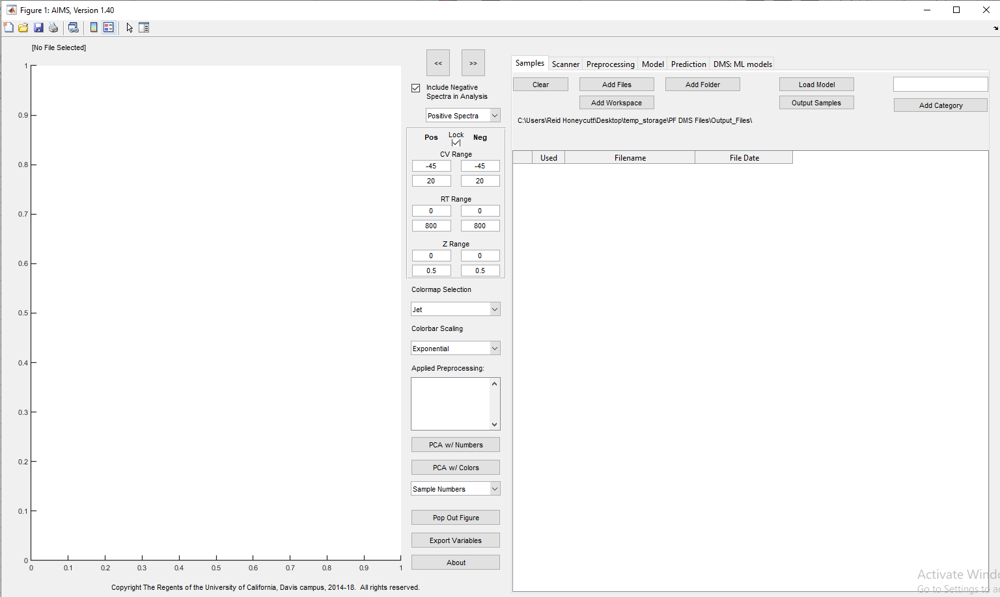 Figure 1: AIMS, Version 1.40
[No File Selected]
1
0.9
0.8
0.7
0.6
0.5
0.4
0.3
0.2
0.1
0
0 0.1 0.2 0.3 0.4 0.5 0.6 0.7 0.8 0.9 1
Copyright The Regents of the University of California, Davis campus, 2014-18. All rights reserved.
<< >>
Include Negative
Spectra in Analysis
Positive Spectra
Pos Lock Neg
CV Range
-45 -45
20 20
RT Range
0 0
800 800
Z Range
0 0
0.5 0.5
Colormap Selection
Jet
Colorbar Scaling
Exponential
Applied Preprocessing:
PCA w/ Numbers
PCA w/ Colors
Sample Numbers
Pop Out Figure
Export Variables
About
Samples Scanner Preprocessing Model Prediction DMS: ML models
Clear Add Files Add Folder Load Model
Add Workspace Output Samples Add Category
C:\Users\Reid Honeycutt\Desktop\temp_storage\PF DMS Files\Output_Files\
Used Filename File Date
Activate Windo
Go to Settings to a